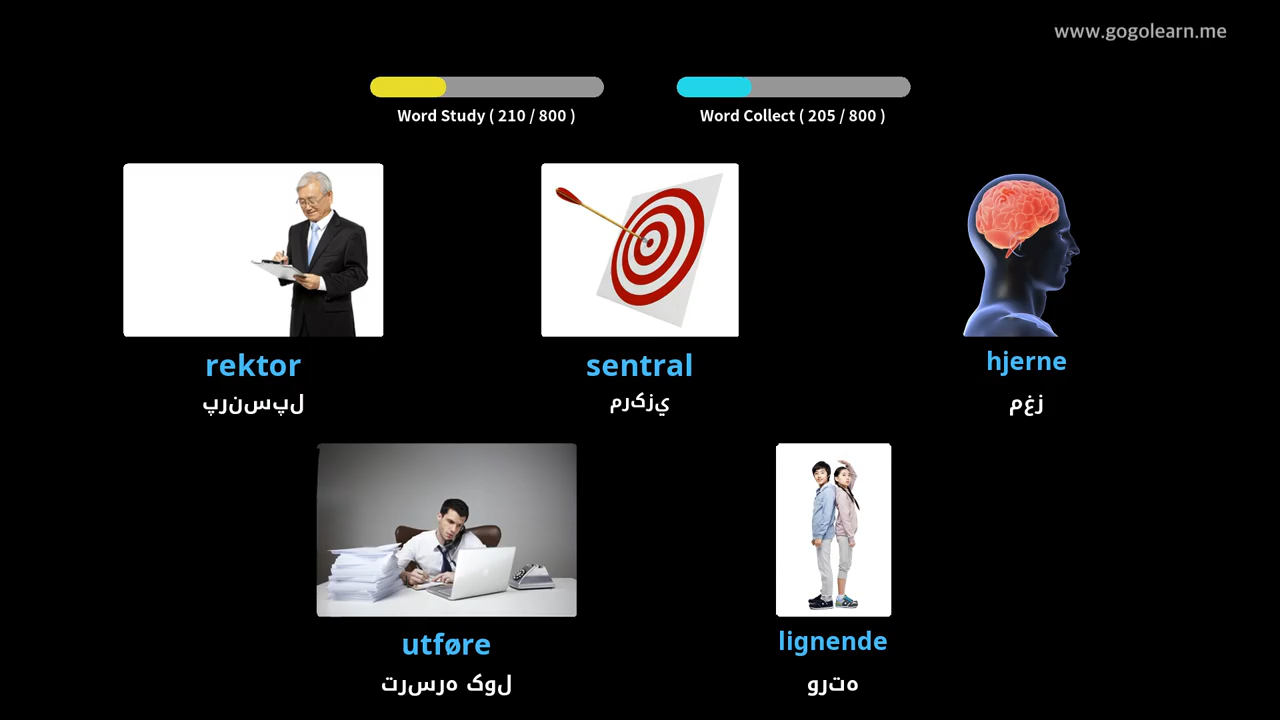 www.gogolearn.me
Word Study ( 210 / 800 )
Word Collect ( 205 / 800 )
rektor
sentral
hjerne
پرنسپل
مرکزي
مغز
utføre
lignende
ترسره کول
ورته